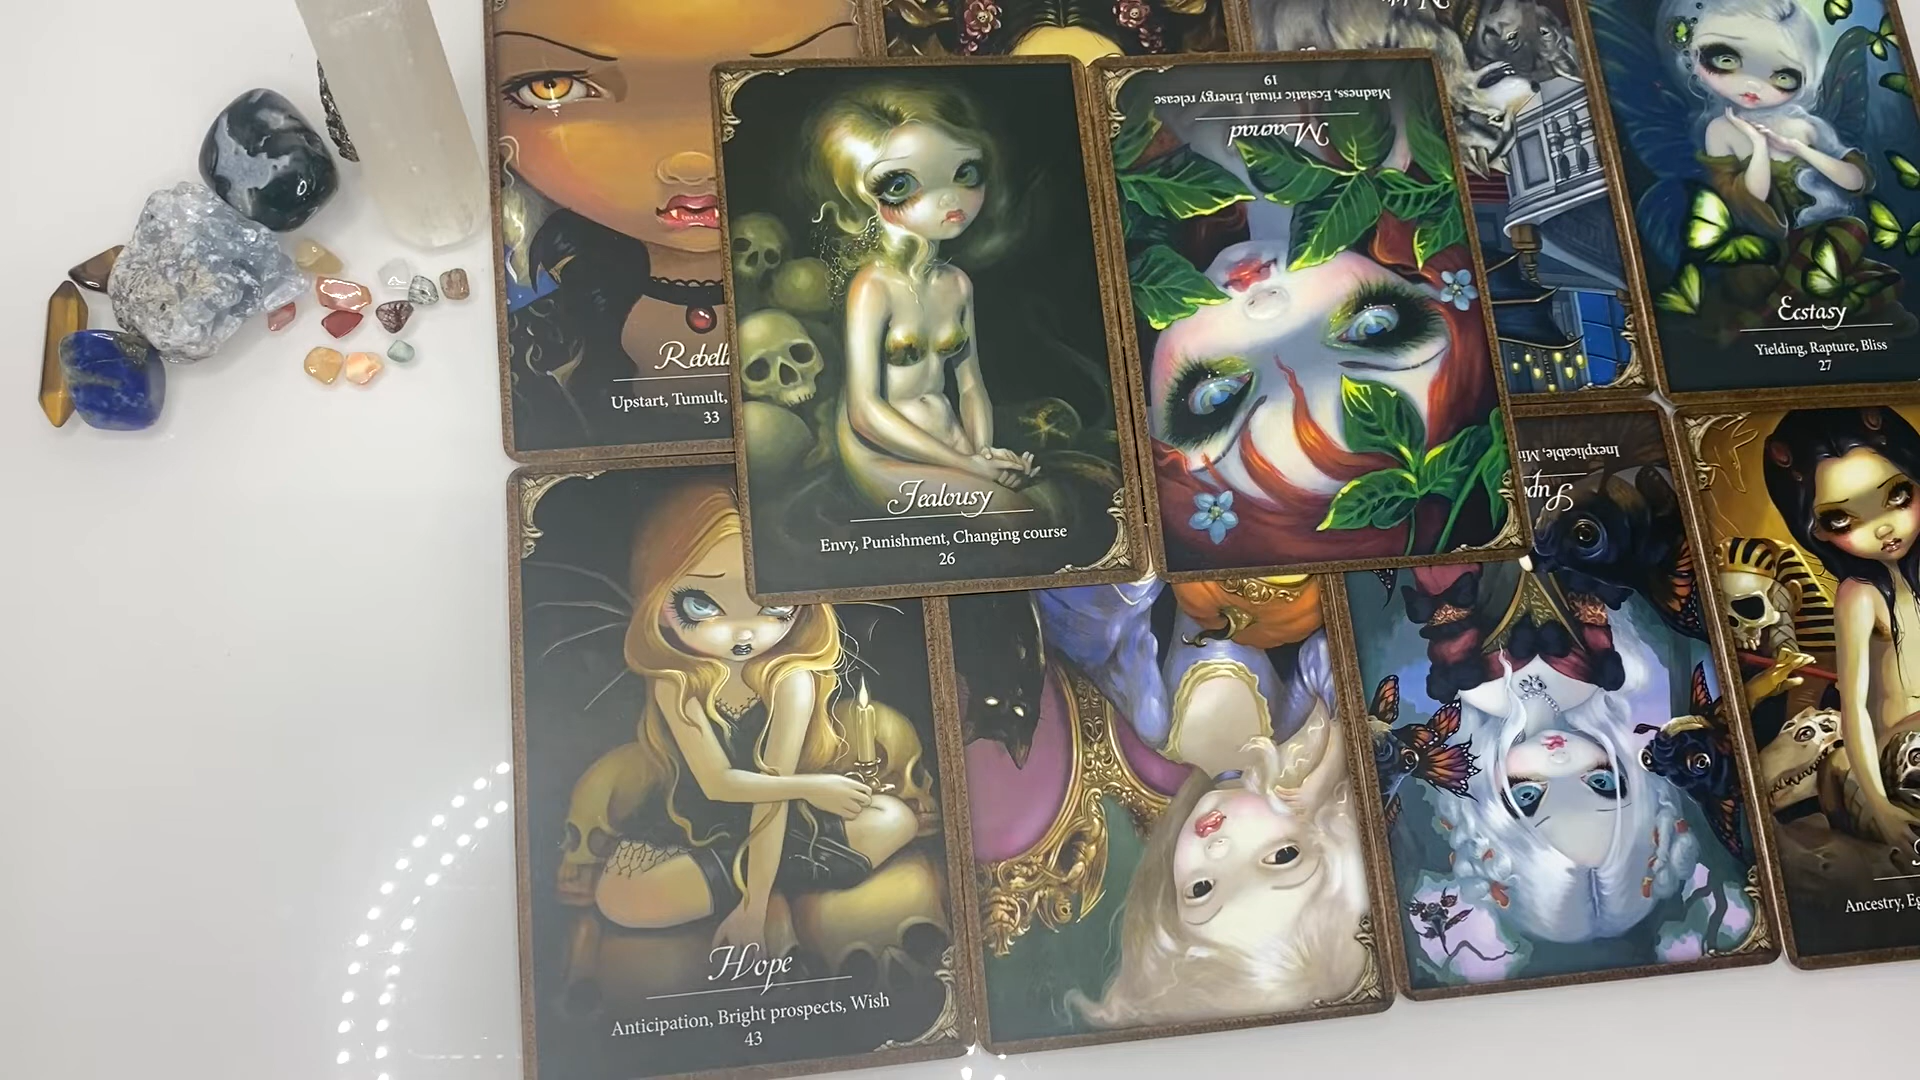 19
Madness, Ecstatic ritual, Energy release
Maenad
Ecstasy
Yielding, Rapture, Bliss
27
Upstart, Tumult,
33
Jealousy
Envy, Punishment, Changing course
26
Inexplicable,
Hope
Anticipation, Bright prospects, Wish
43
Ancestry,